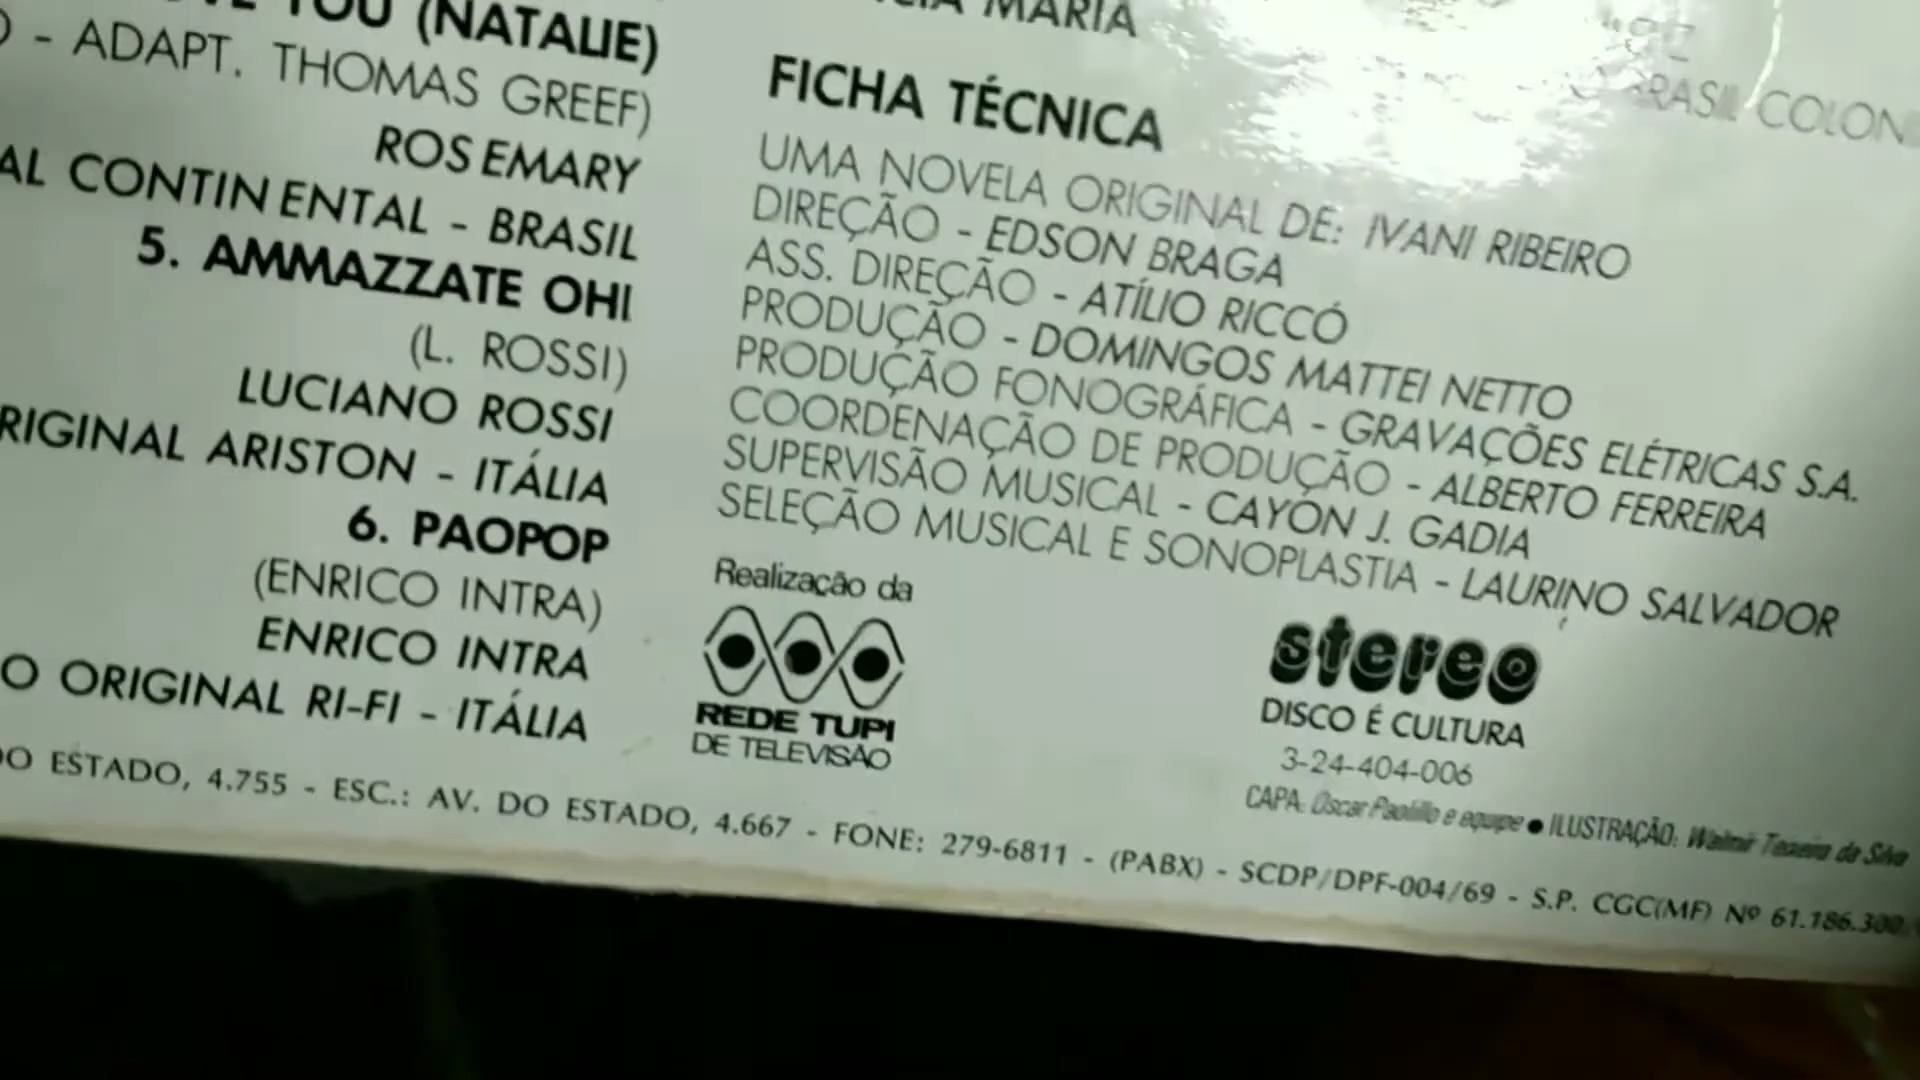 YOU (NATALIE)
- ADAPT. THOMAS GREEF)
ROSEMARY
CONTINENTAL - BRASIL
5. AMMAZZATE OHI
(L. ROSSI)
LUCIANO ROSSI
ARISTON - ITÁLIA
6. PAOPOP
(ENRICO INTRA)
ENRICO INTRA
O ORIGINAL RI-FI - ITÁLIA
MARIA
FICHA TÉCNICA
UMA NOVELA ORIGINAL DE: IVANI RIBEIRO
DIREÇÃO - EDSON BRAGA
ASS. DIREÇÃO - ATÍLIO RICCÓ
PRODUÇÃO - DOMINGOS MATTEI NETTO
PRODUÇÃO FONOGRÁFICA - GRAVAÇÕES ELÉTRICAS S.A.
COORDENAÇÃO DE PRODUÇÃO - ALBERTO FERREIRA
SUPERVISÃO MUSICAL - CAYON J. GADIA
SELEÇÃO MUSICAL E SONOPLASTIA - LAURINO SALVADOR
Realização da
REDE TUPI
DE TELEVISÃO
stereo
DISCO É CULTURA
3-24-404-006
CAPA: Oscar Paolillo e equipe ● ILUSTRAÇÃO: Walmir Teixeira da Silva
DO ESTADO, 4.755 - ESC.: AV. DO ESTADO, 4.667 - FONE: 279-6811 - (PABX) - SCDP/DPF-004/69 - S.P. CGC(MF) Nº 61.186.300